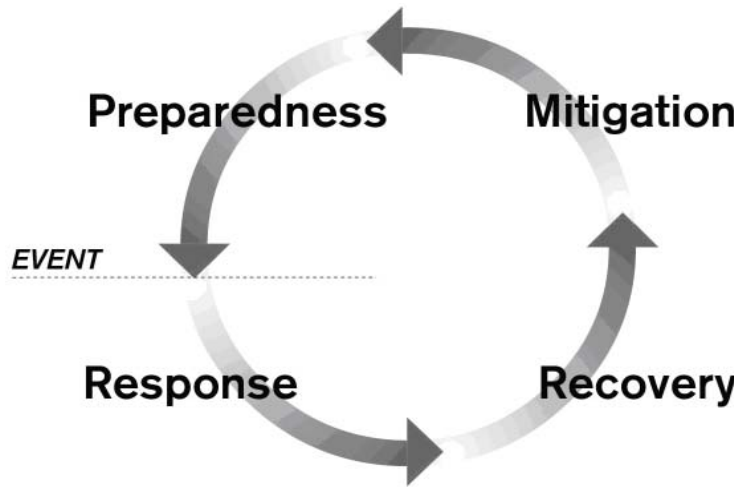 Preparedness
Mitigation
EVENT
Response
Recovery